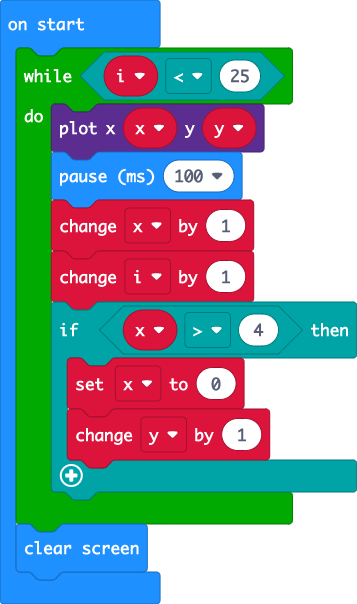 on start
while i < 25
do
plot x x y y
pause (ms) 100
change x by 1
change i by 1
if x > 4 then
set x to 0
change y by 1
clear screen